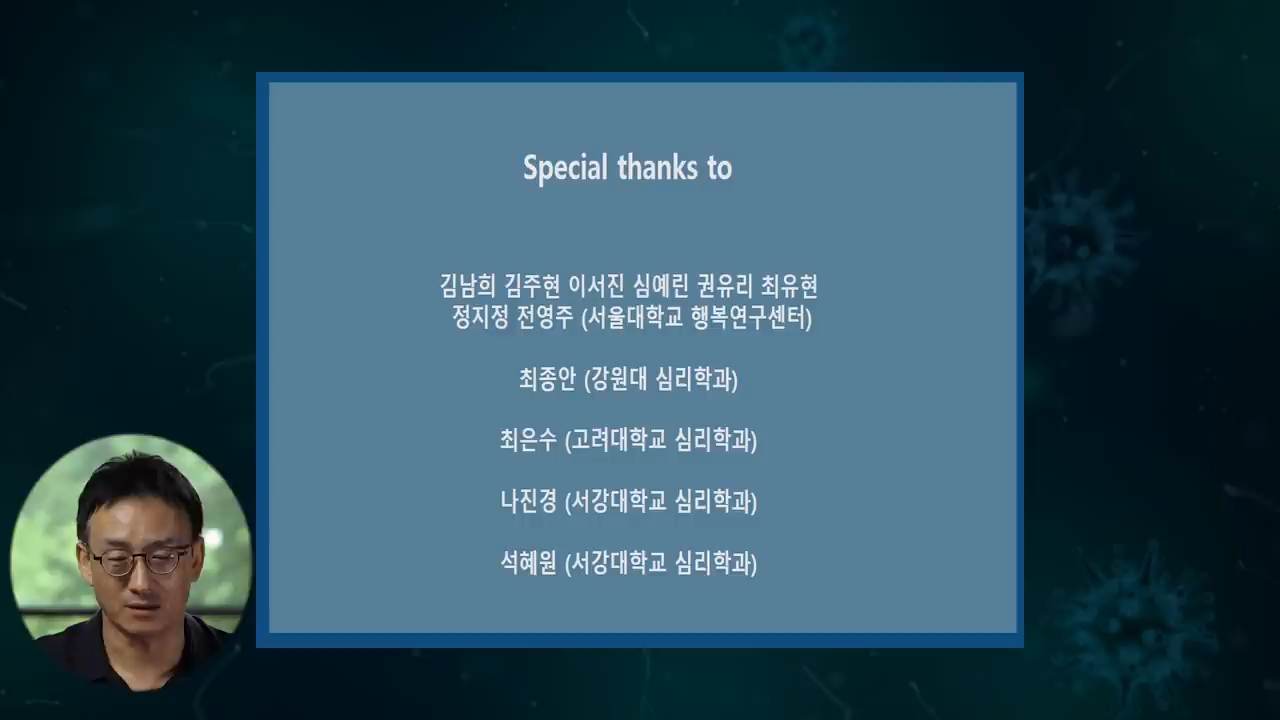 Special thanks to
김남희 김주현 이서진 심예린 권유리 최유현
정지정 전영주 (서울대학교 행복연구센터)
최종안 (강원대 심리학과)
최은수 (고려대학교 심리학과)
나진경 (서강대학교 심리학과)
석혜원 (서강대학교 심리학과)